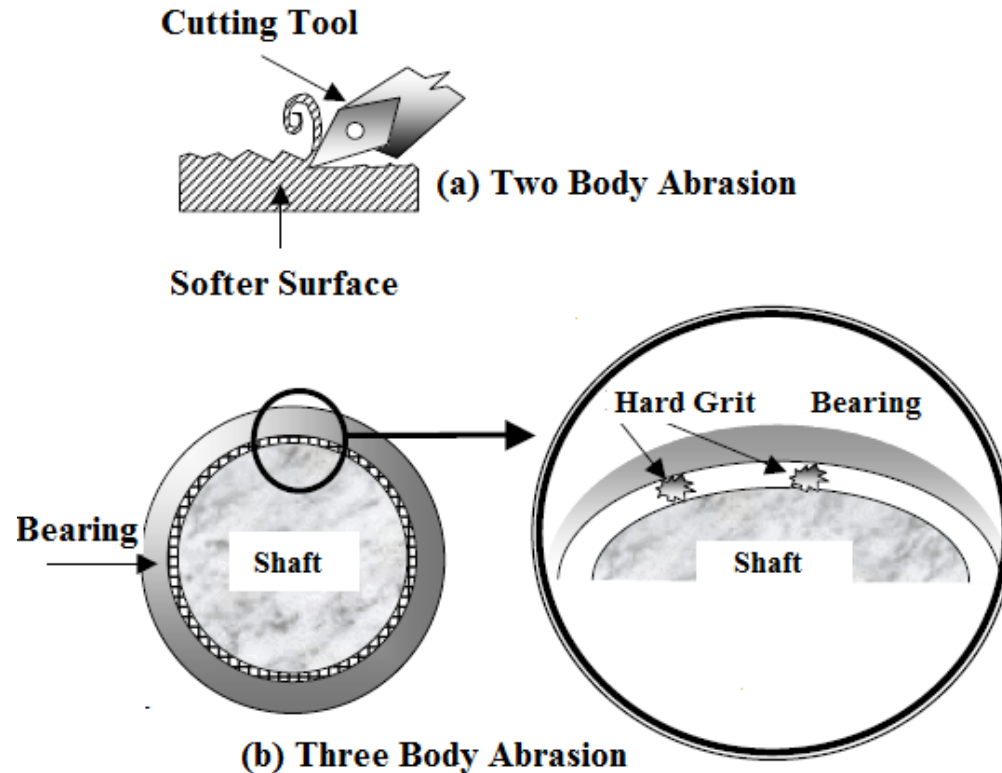 Cutting Tool
(a) Two Body Abrasion
Softer Surface
Hard Grit
Bearing
Bearing
Shaft
Shaft
(b) Three Body Abrasion